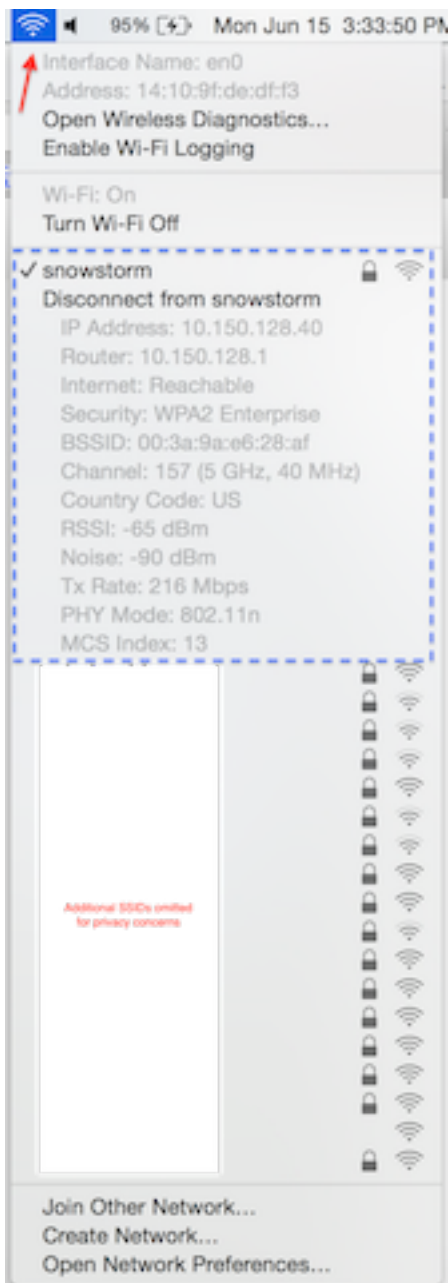 95% Mon Jun 15 3:33:50 PM
Interface Name: en0
Address: 14:10:9f:de:df:f3
Open Wireless Diagnostics...
Enable Wi-Fi Logging
Wi-Fi: On
Turn Wi-Fi Off
✓ snowstorm
Disconnect from snowstorm
IP Address: 10.150.128.40
Router: 10.150.128.1
Internet: Reachable
Security: WPA2 Enterprise
BSSID: 00:3a:9a:e6:28:af
Channel: 157 (5 GHz, 40 MHz)
Country Code: US
RSSI: -65 dBm
Noise: -90 dBm
Tx Rate: 216 Mbps
PHY Mode: 802.11n
MCS Index: 13
Additional SSIDs omitted
for privacy concerns
Join Other Network...
Create Network...
Open Network Preferences...